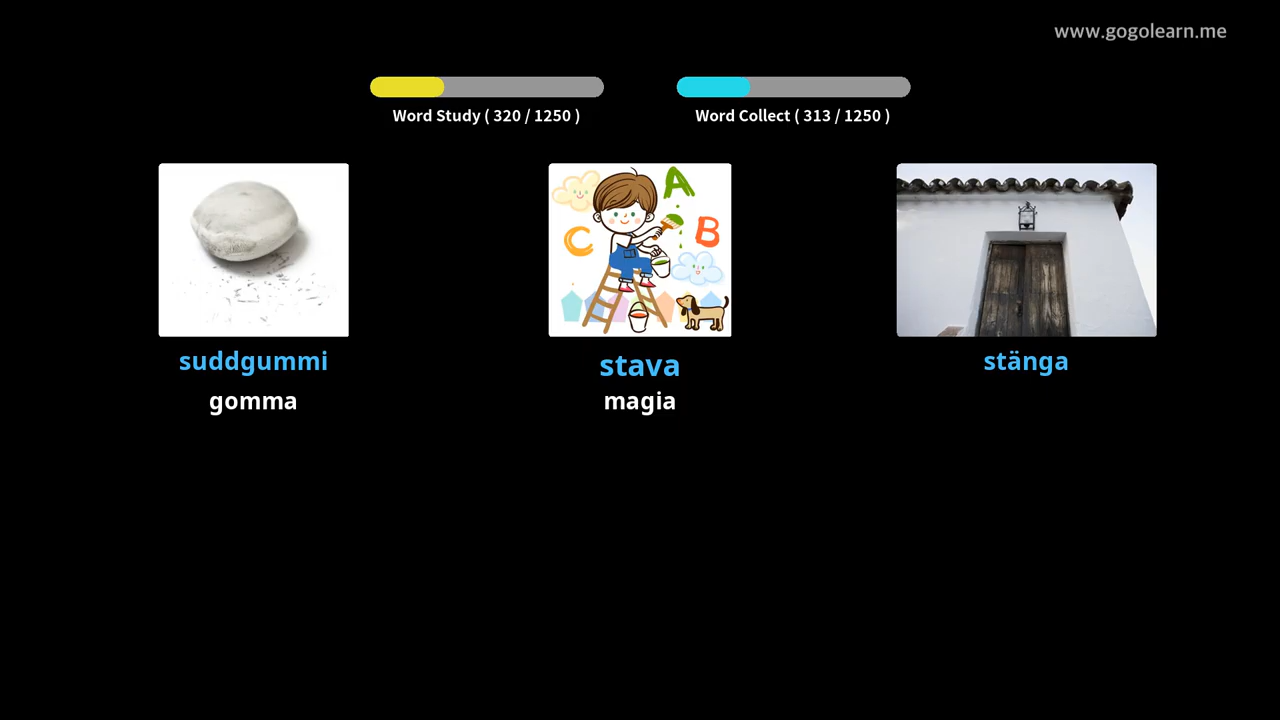 www.gogolearn.me
Word Study ( 320 / 1250 )
Word Collect ( 313 / 1250 )
A
B
C
suddgummi
stava
stänga
gomma
magia